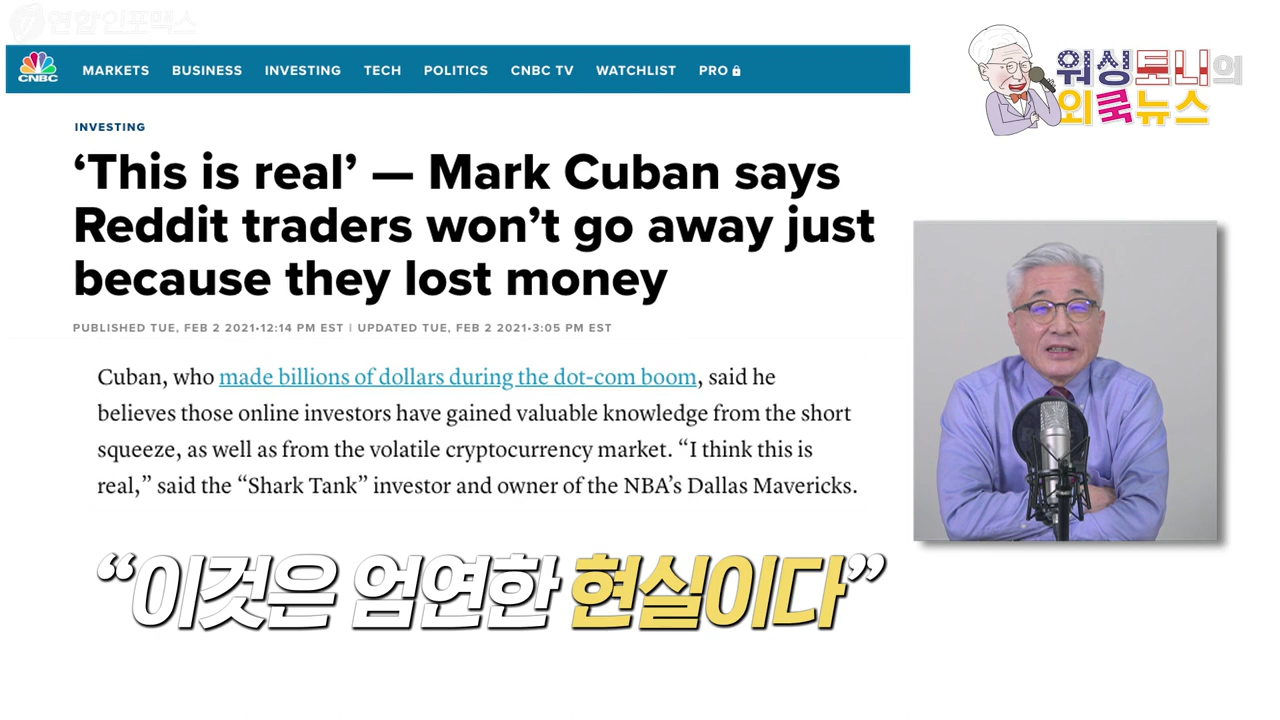 연합인포맥스
CNBC
MARKETS BUSINESS INVESTING TECH POLITICS CNBC TV WATCHLIST PRO
워싱토니의
외쿡뉴스
INVESTING
‘This is real’ — Mark Cuban says
Reddit traders won’t go away just
because they lost money
PUBLISHED TUE, FEB 2 2021•12:14 PM EST | UPDATED TUE, FEB 2 2021•3:05 PM EST
Cuban, who made billions of dollars during the dot-com boom, said he
believes those online investors have gained valuable knowledge from the short
squeeze, as well as from the volatile cryptocurrency market. “I think this is
real,” said the “Shark Tank” investor and owner of the NBA’s Dallas Mavericks.
“이것은 엄연한 현실이다”